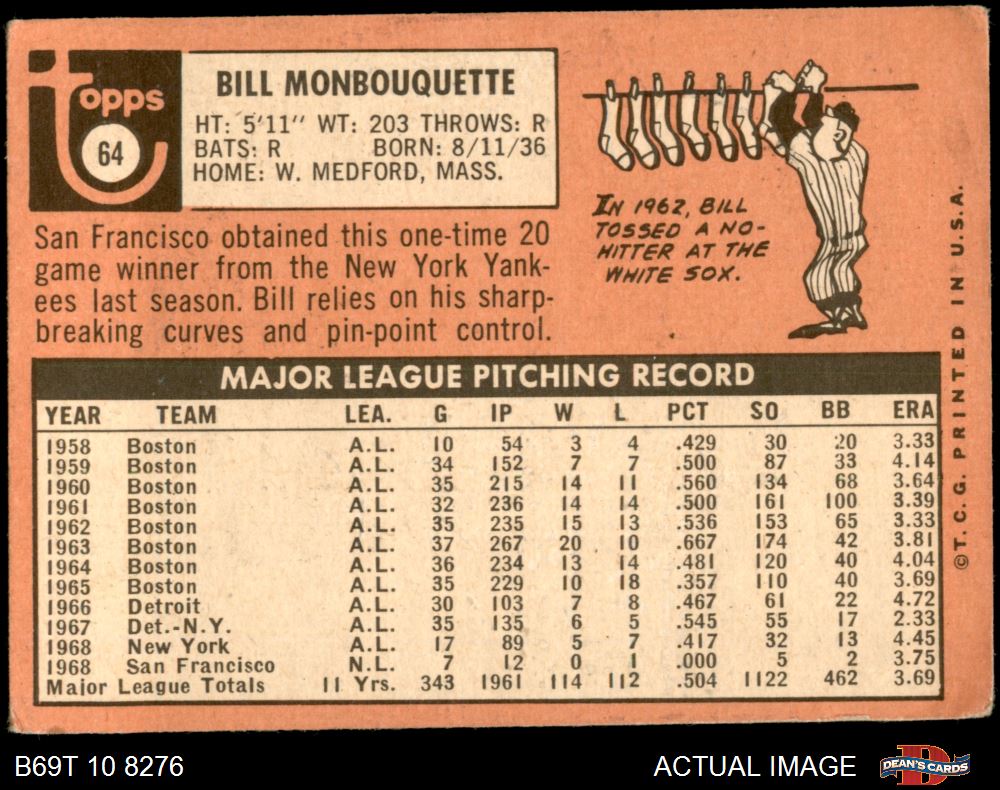 Topps
64
BILL MONBOUQUETTE
HT: 5'11" WT: 203 THROWS: R
BATS: R BORN: 8/11/36
HOME: W. MEDFORD, MASS.
San Francisco obtained this one-time 20
game winner from the New York Yank-
ees last season. Bill relies on his sharp-
breaking curves and pin-point control.
IN 1962, BILL
TOSSED A NO-
HITTER AT THE
WHITE SOX.
MAJOR LEAGUE PITCHING RECORD
YEAR TEAM LEA. G IP W L PCT SO BB ERA
1958 Boston A.L. 10 54 3 4 .429 30 20 3.33
1959 Boston A.L. 34 152 7 7 .500 87 33 4.14
1960 Boston A.L. 35 215 14 11 .560 134 68 3.64
1961 Boston A.L. 32 236 14 14 .500 161 100 3.39
1962 Boston A.L. 35 235 15 13 .536 153 65 3.33
1963 Boston A.L. 37 267 20 10 .667 174 42 3.81
1964 Boston A.L. 36 234 13 14 .481 120 40 4.04
1965 Boston A.L. 35 229 10 18 .357 110 40 3.69
1966 Detroit A.L. 30 103 7 8 .467 61 22 4.72
1967 Det.-N.Y. A.L. 35 135 6 5 .545 55 17 2.33
1968 New York A.L. 17 89 5 7 .417 32 13 4.45
1968 San Francisco N.L. 7 12 0 1 .000 5 2 3.75
Major League Totals 11 Yrs. 343 1961 114 112 .504 1122 462 3.69
©T. C. G. PRINTED IN U.S.A.
B69T 10 8276
ACTUAL IMAGE
D
DEAN'S CARDS